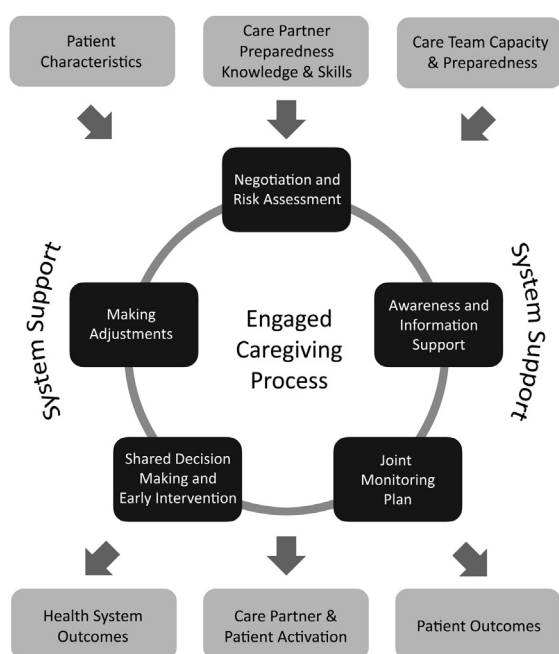 Patient
Characteristics
Care Partner
Preparedness
Knowledge & Skills
Care Team Capacity
& Preparedness
Negotiation and
Risk Assessment
System Support
Making
Adjustments
Engaged
Caregiving
Process
Awareness and
Information
Support
System Support
Shared Decision
Making and
Early Intervention
Joint
Monitoring
Plan
Health System
Outcomes
Care Partner &
Patient Activation
Patient Outcomes